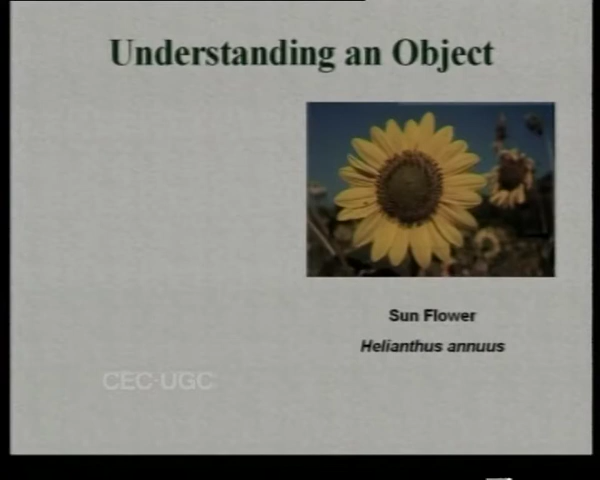 Understanding an Object
Sun Flower
Helianthus annuus
CEC-UGC